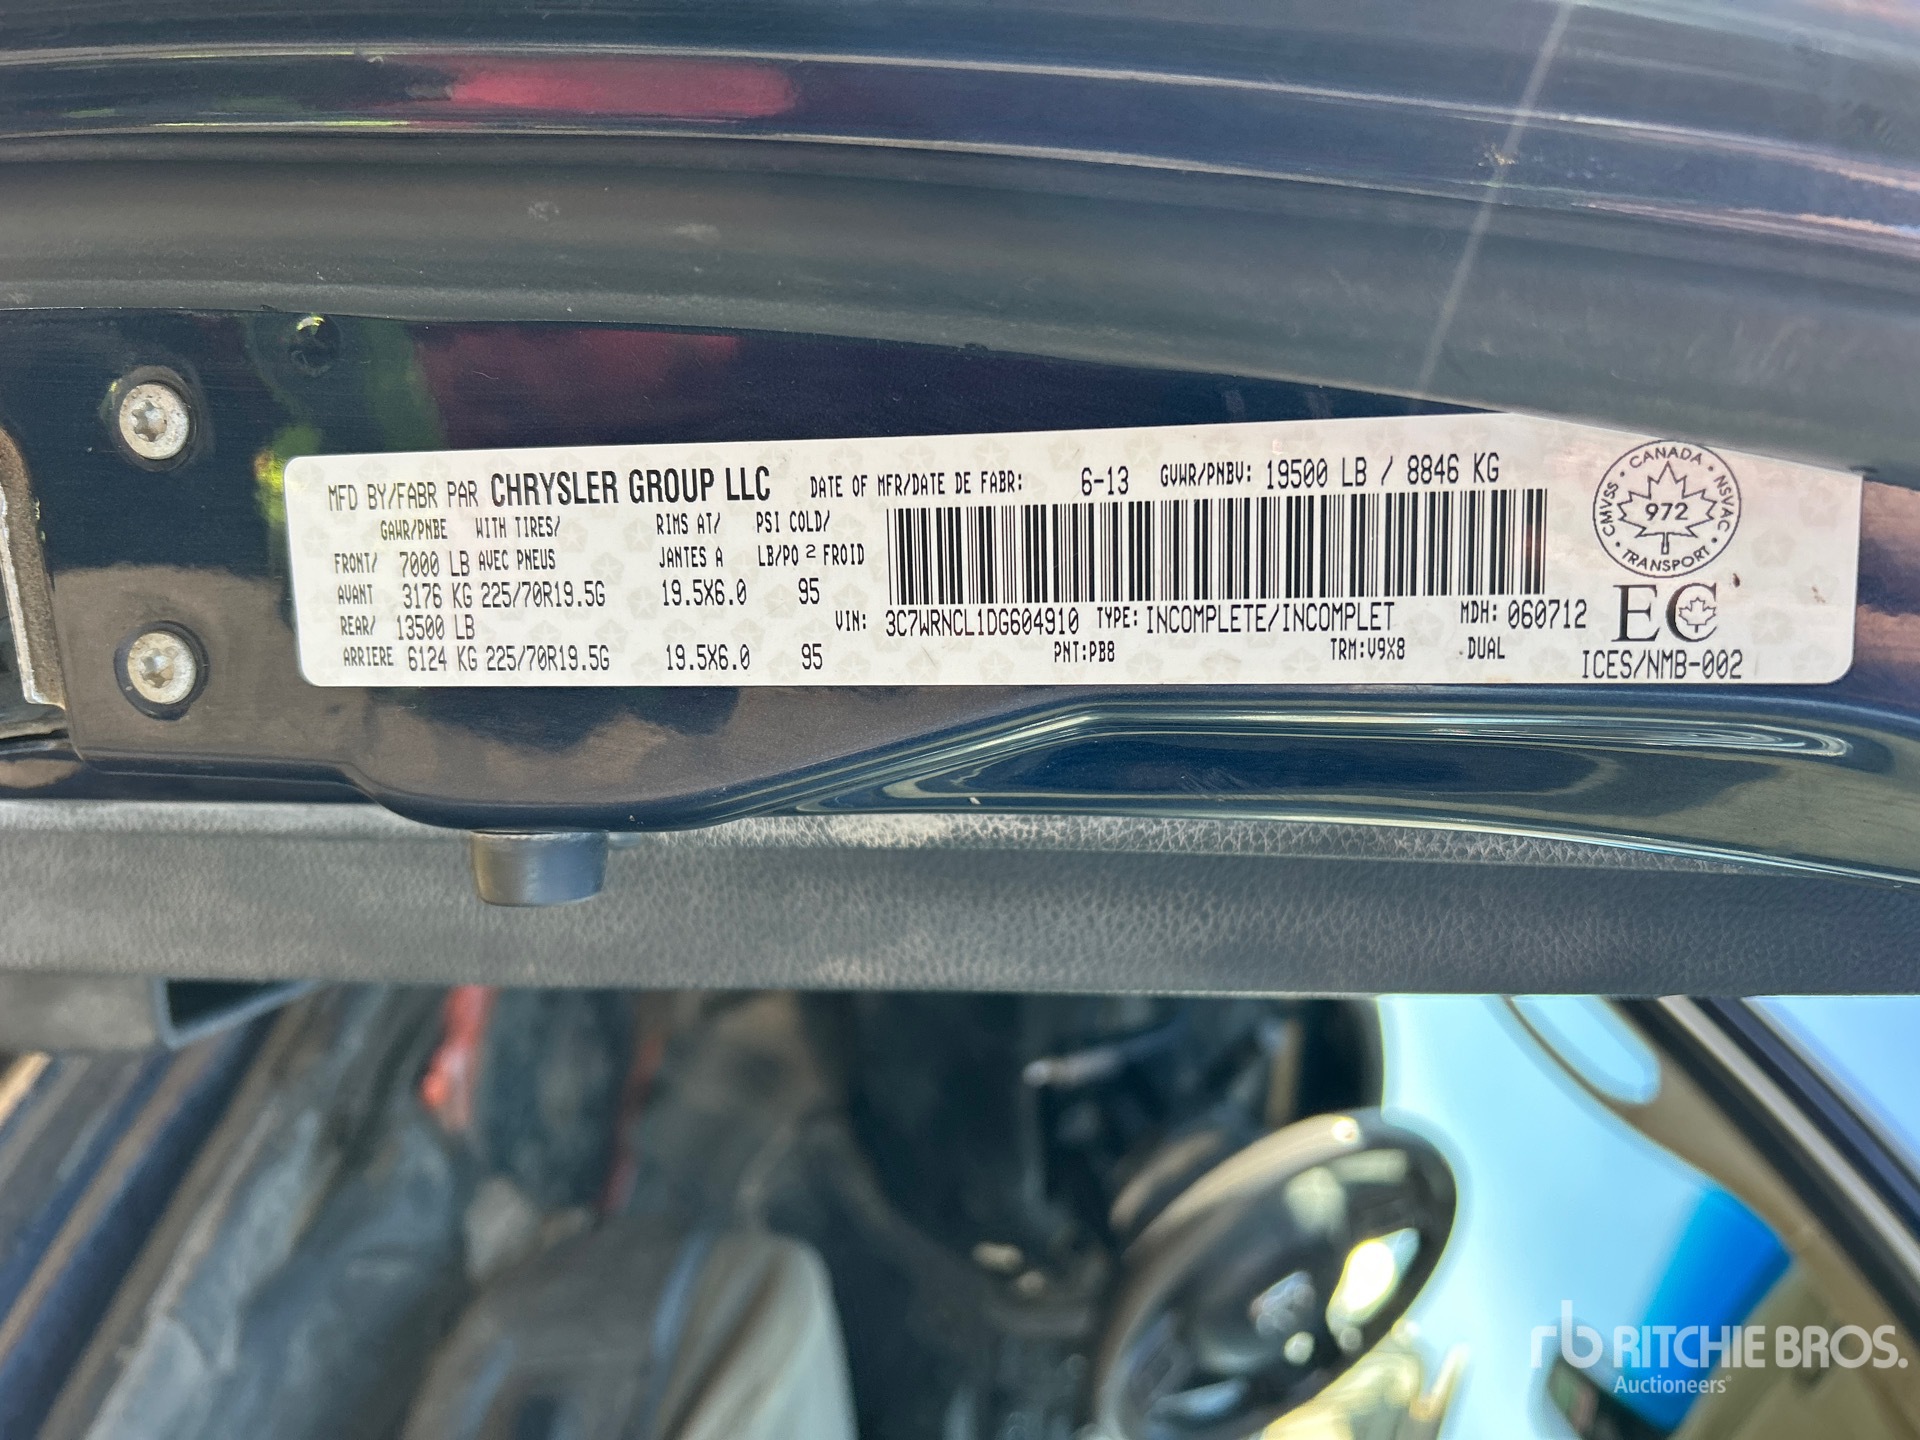 MFD BY/FABR PAR CHRYSLER GROUP LLC DATE OF MFR/DATE DE FABR: 6-13 GVWR/PNBV: 19500 LB / 8846 KG
GAWR/PNBE WITH TIRES/ RIMS AT/ PSI COLD/
FRONT/ 7000 LB AVEC PNEUS JANTES A LB/PO 2 FROID
AVANT 3176 KG 225/70R19.5G 19.5X6.0 95
REAR/ 13500 LB
ARRIERE 6124 KG 225/70R19.5G 19.5X6.0 95
VIN: 3C7WRNCL1DG604910 TYPE: INCOMPLETE/INCOMPLET MDH: 060712
PNT:PB8 TRM:V9X8 DUAL
CANADA
CMVSS · NSVAC
972
TRANSPORT
EC
ICES/NMB-002
rb RITCHIE BROS.
Auctioneers